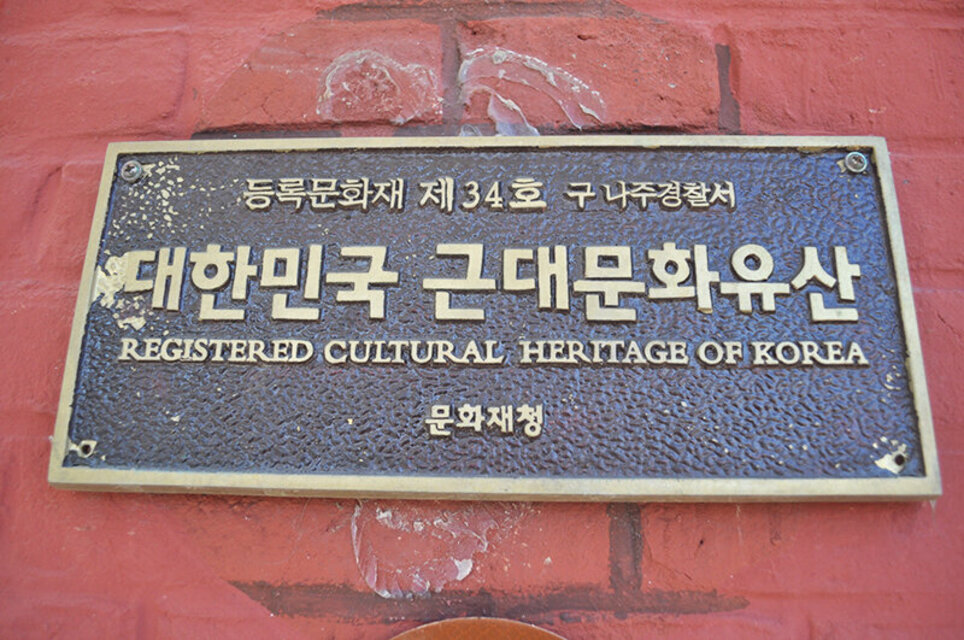 등록문화재 제34호 구 나주경찰서
대한민국 근대문화유산
REGISTERED CULTURAL HERITAGE OF KOREA
문화재청